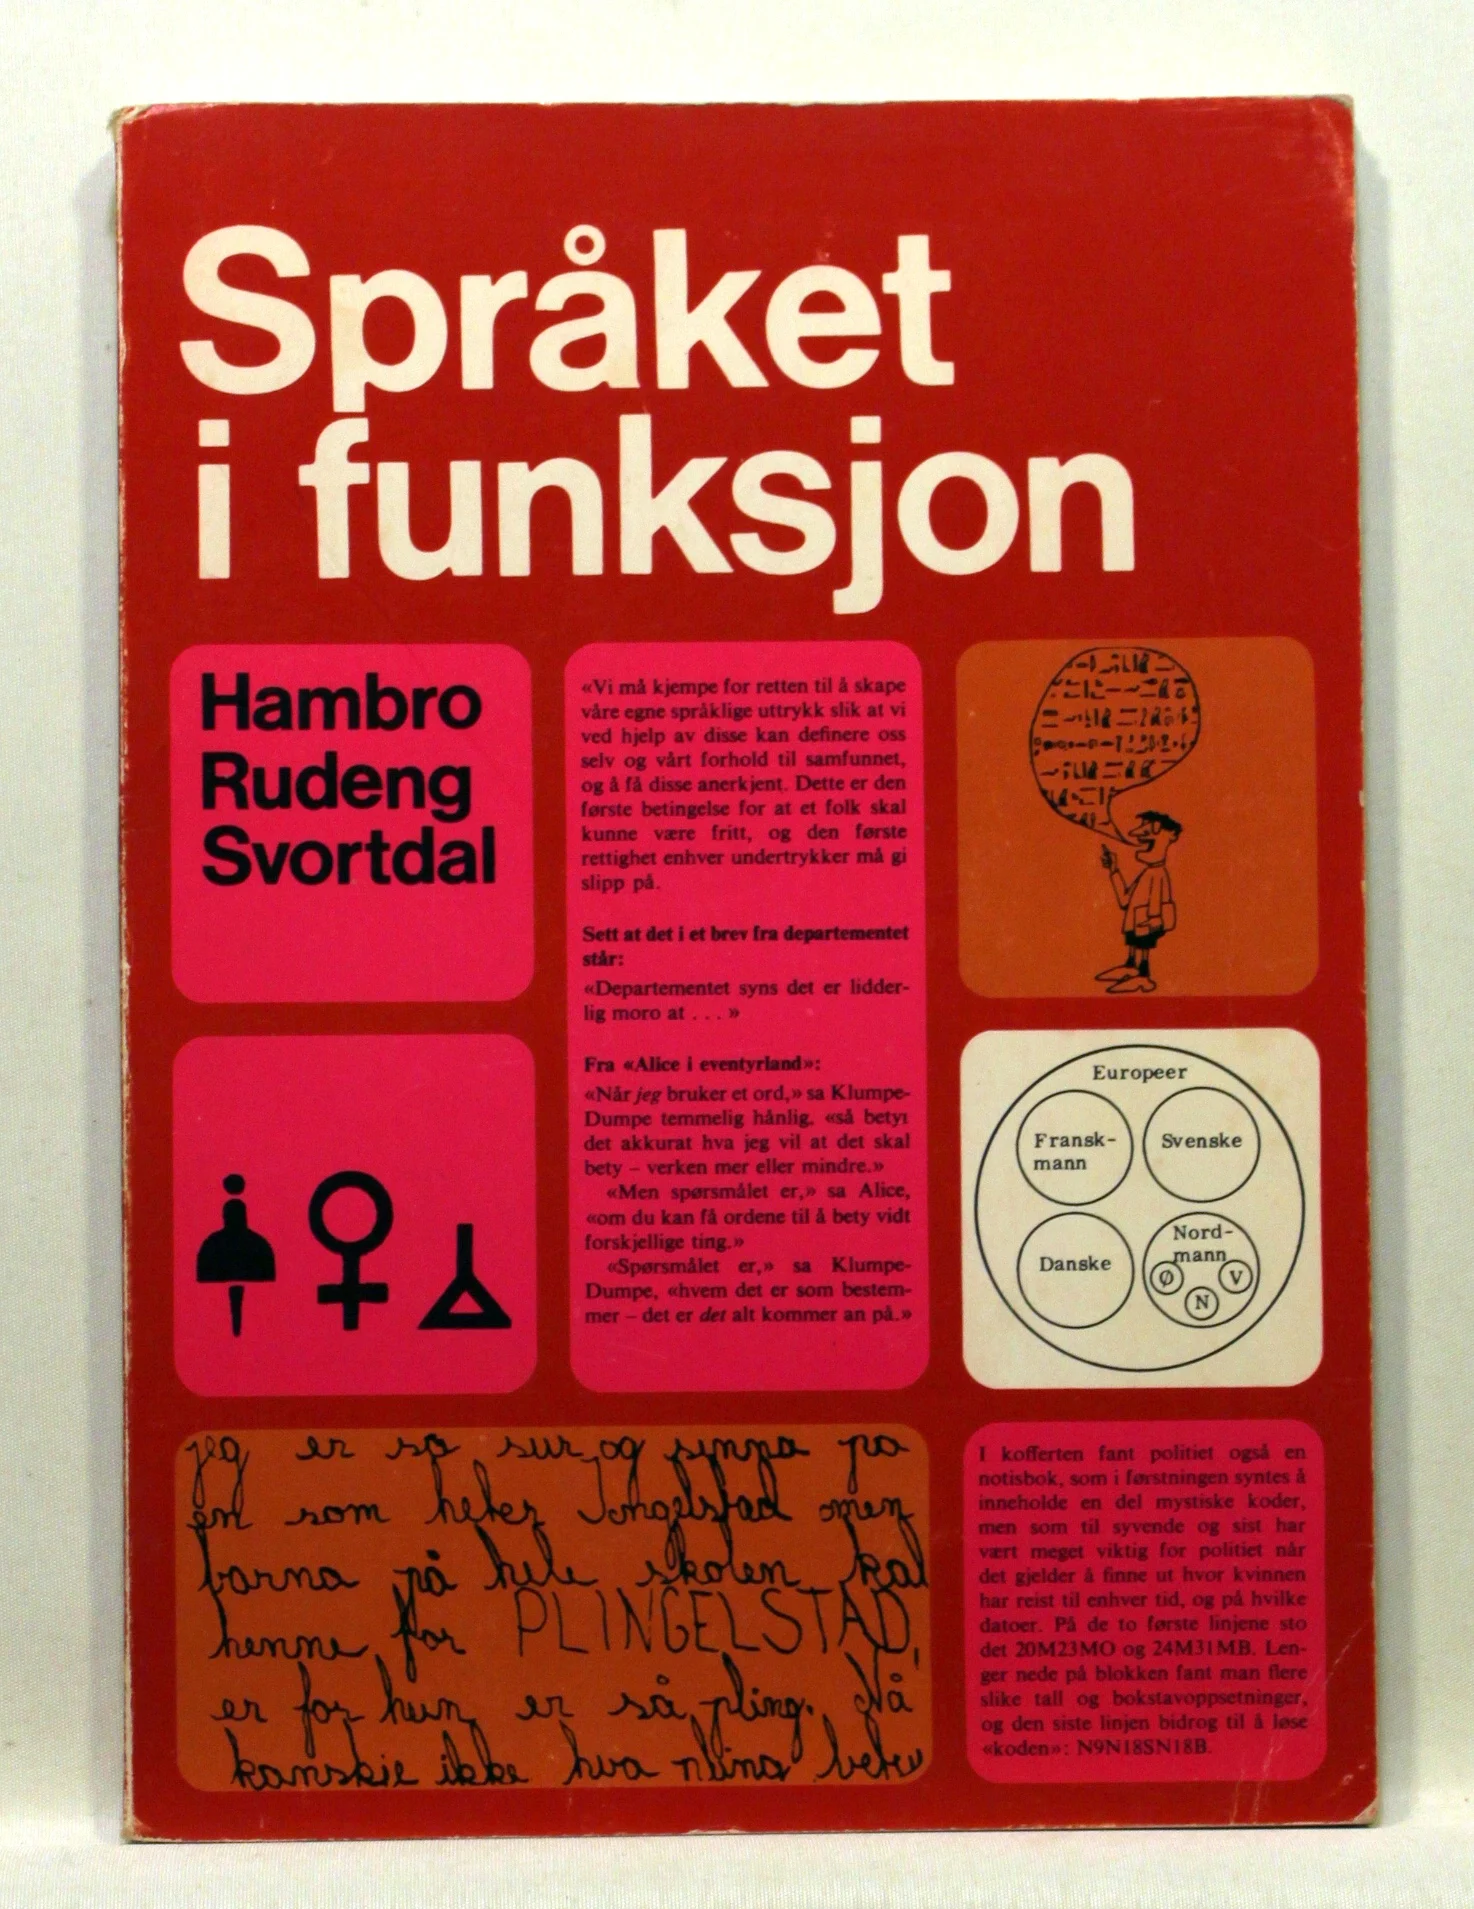 Språket
i funksjon
Hambro
Rudeng
Svortdal
«Vi må kjempe for retten til å skape
våre egne språklige uttrykk slik at vi
ved hjelp av disse kan definere oss
selv og vårt forhold til samfunnet,
og å få disse anerkjent. Dette er den
første betingelse for at et folk skal
kunne være fritt, og den første
rettighet enhver undertrykker må gi
slipp på.
Sett at det i et brev fra departementet
står:
«Departementet syns det er lidder-
lig moro at . . . »
Fra «Alice i eventyrland»:
«Når jeg bruker et ord,» sa Klumpe-
Dumpe temmelig hånlig, «så betyr
det akkurat hva jeg vil at det skal
bety – verken mer eller mindre.»
«Men spørsmålet er,» sa Alice,
«om du kan få ordene til å bety vidt
forskjellige ting.»
«Spørsmålet er,» sa Klumpe-
Dumpe, «hvem det er som bestem-
mer – det er det alt kommer an på.»
Europeer
Fransk-
mann
Svenske
Danske
Nord-
mann
Ø
V
N
jeg er så sur og sinna på
en som heter Ingelstad men
barna på hele skolen kal
henne for PLINGELSTAD,
er for hun er så pling. Nå
kanskje ikke hva nuna
I kofferten fant politiet også en
notisbok, som i førstningen syntes å
inneholde en del mystiske koder,
men som til syvende og sist har
vært meget viktig for politiet når
det gjelder å finne ut hvor kvinnen
har reist til enhver tid, og på hvilke
datoer. På de to første linjene sto
det 20M23MO og 24M31MB. Len-
ger nede på blokken fant man flere
slike tall og bokstavoppsetninger,
og den siste linjen bidrog til å løse
«koden»: N9N18SN18B.